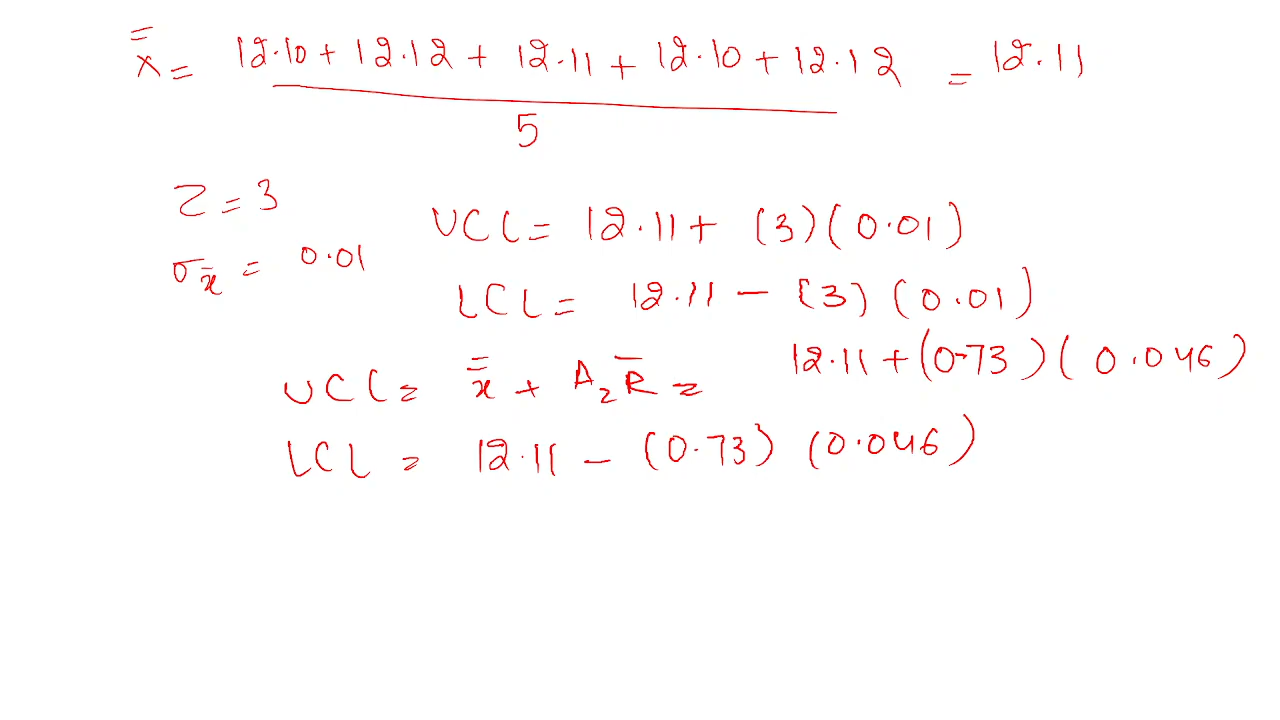 x̿ = 12.10 + 12.12 + 12.11 + 12.10 + 12.12 = 12.11
5
Z = 3
UCL = 12.11 + (3)(0.01)
σx̿ = 0.01
LCL = 12.11 - (3)(0.01)
UCL = x̿ + A₂R̅ = 12.11 + (0.73)(0.046)
LCL = 12.11 - (0.73)(0.046)